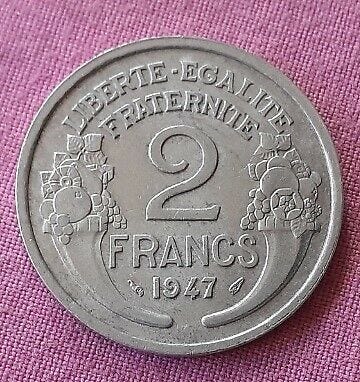 LIBERTE-EGALITE
FRATERNITE
2
FRANCS
1947